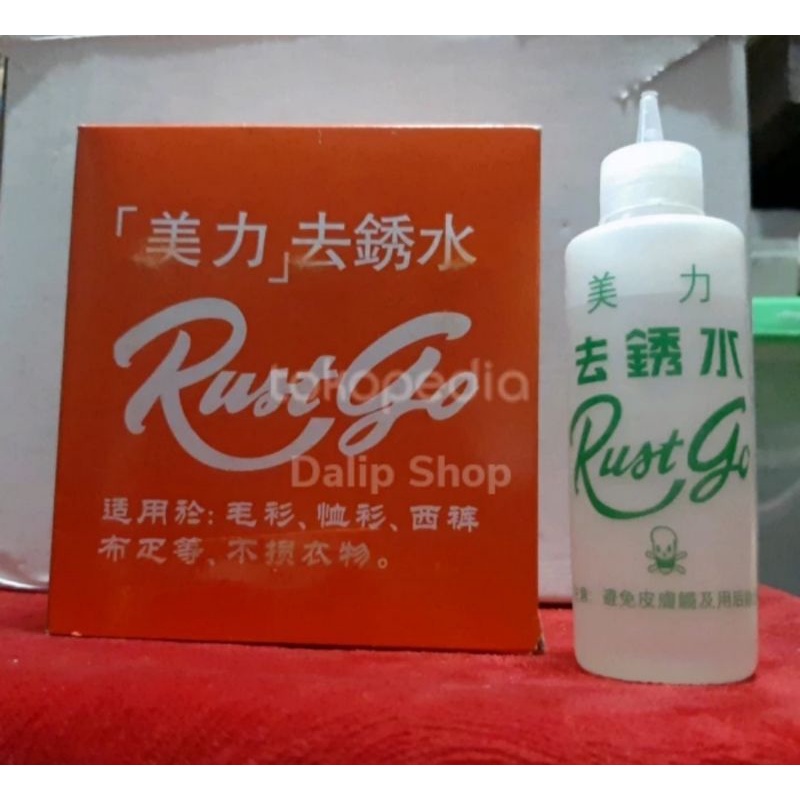 「美力」去銹水
Rust Go
tokopedia
Dalip Shop
适用於:毛衫、恤衫、西裤
布疋等、不损衣物。
美力
去銹水
Rust Go
避免皮膚觸及用后